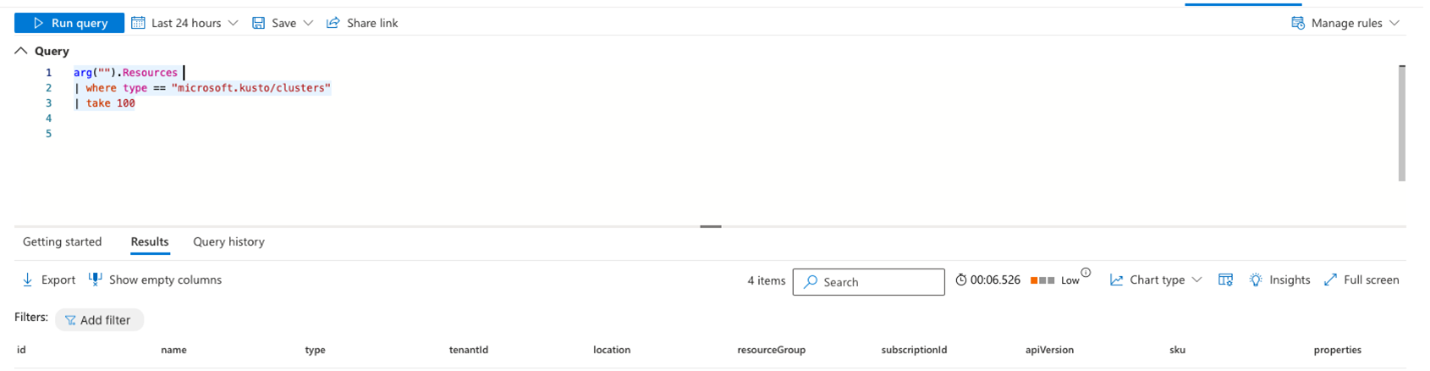 Run query Last 24 hours Save Share link Manage rules
Query
1 arg("").Resources
2 | where type == "microsoft.kusto/clusters"
3 | take 100
4
5
Getting started Results Query history
Export Show empty columns 4 items Search 00:06.526 Low Chart type Insights Full screen
Filters: Add filter
id name type tenantId location resourceGroup subscriptionId apiVersion sku properties